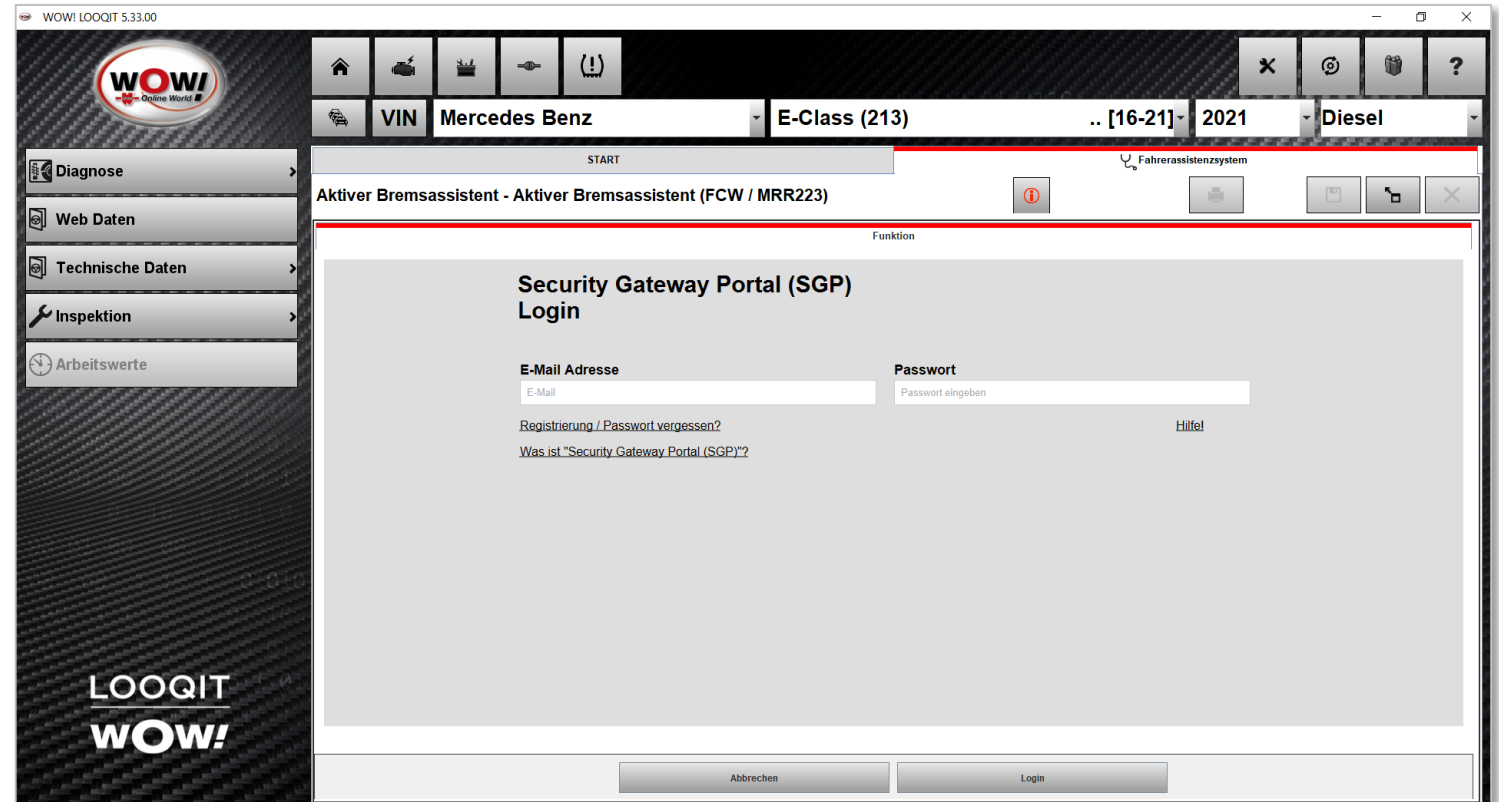 WOW! LOOQIT 5.33.00
WOW!
Online World
VIN
Mercedes Benz
E-Class (213) .. [16-21]
2021
Diesel
?
Diagnose
Web Daten
Technische Daten
Inspektion
Arbeitswerte
LOOQIT
WOW!
START
Fahrerassistenzsystem
Aktiver Bremsassistent - Aktiver Bremsassistent (FCW / MRR223)
Funktion
Security Gateway Portal (SGP)
Login
E-Mail Adresse
Passwort
E-Mail
Passwort eingeben
Registrierung / Passwort vergessen?
Hilfe!
Was ist "Security Gateway Portal (SGP)"?
Abbrechen
Login